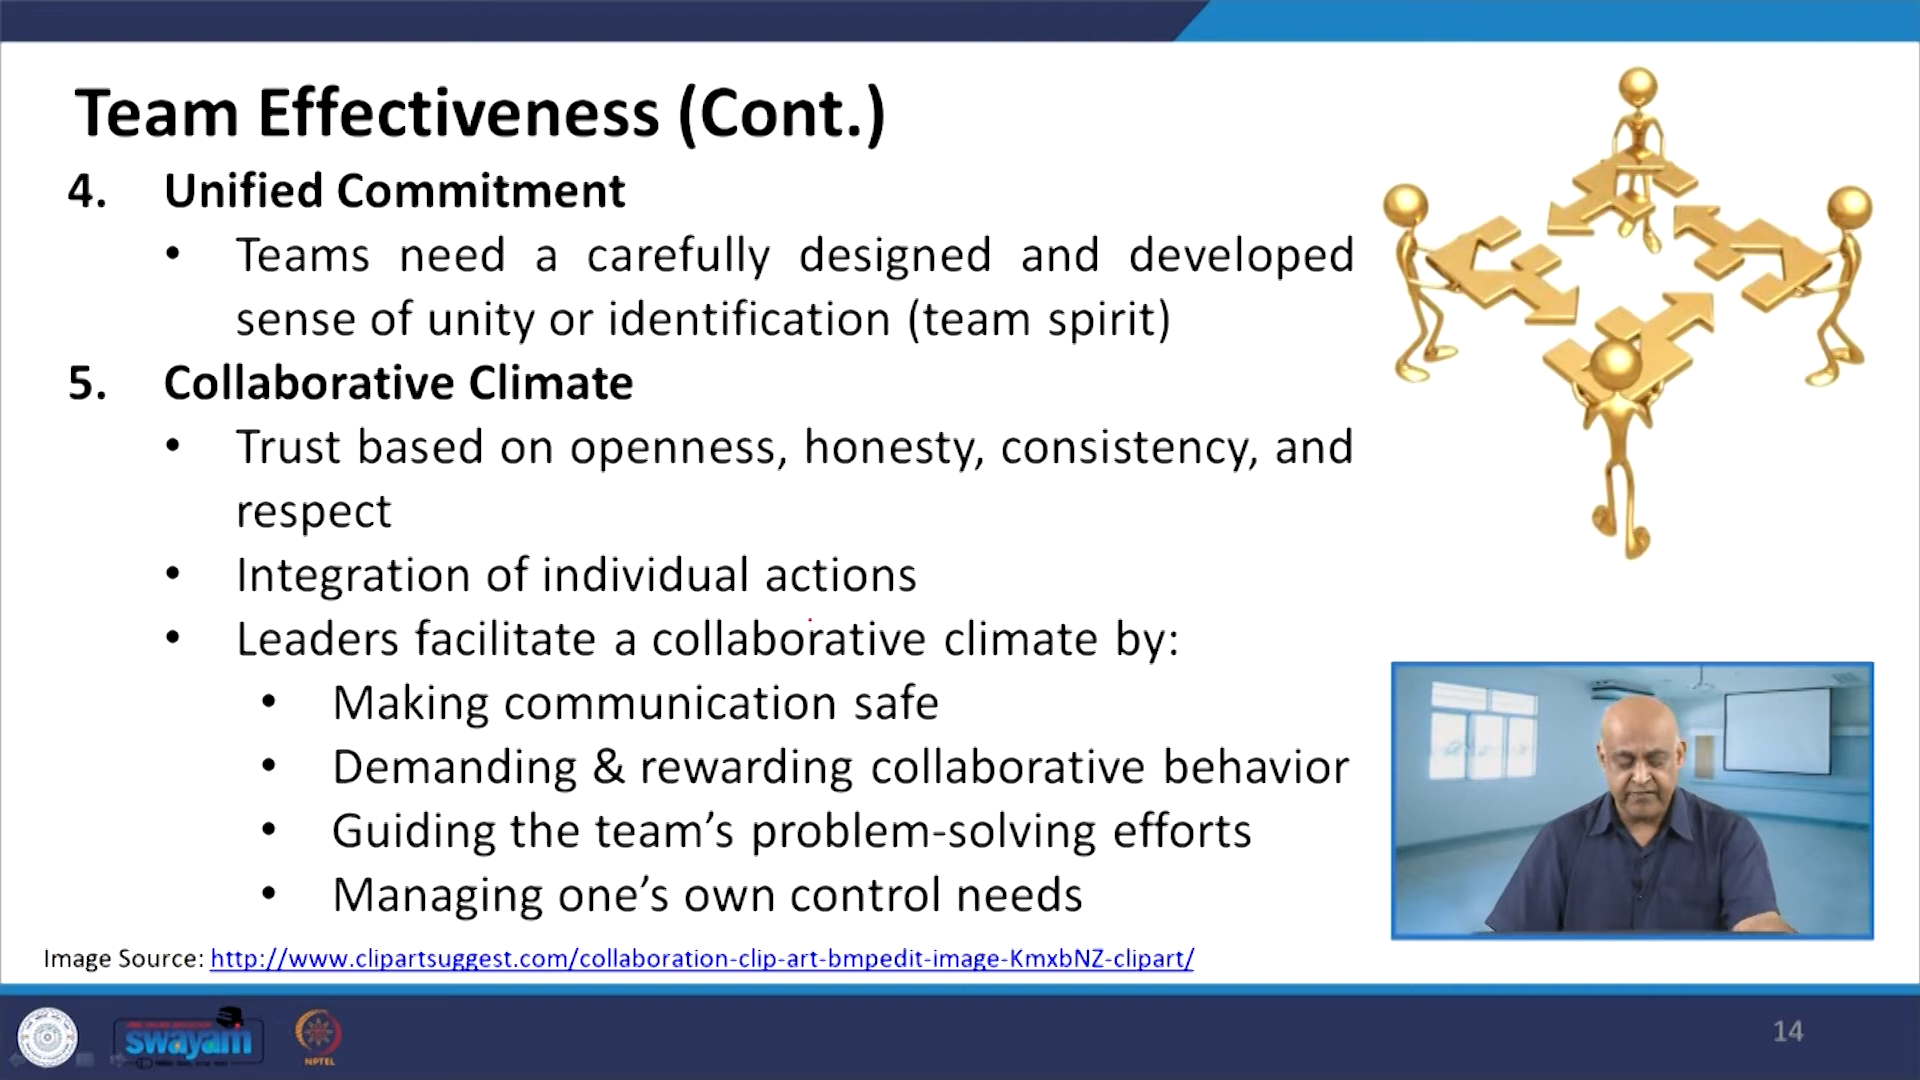 Team Effectiveness (Cont.)
4. Unified Commitment
• Teams need a carefully designed and developed
sense of unity or identification (team spirit)
5. Collaborative Climate
• Trust based on openness, honesty, consistency, and
respect
• Integration of individual actions
• Leaders facilitate a collaborative climate by:
• Making communication safe
• Demanding & rewarding collaborative behavior
• Guiding the team’s problem-solving efforts
• Managing one’s own control needs
Image Source: http://www.clipartsuggest.com/collaboration-clip-art-bmpedit-image-KmxbNZ-clipart/
swayam
NPTEL
14